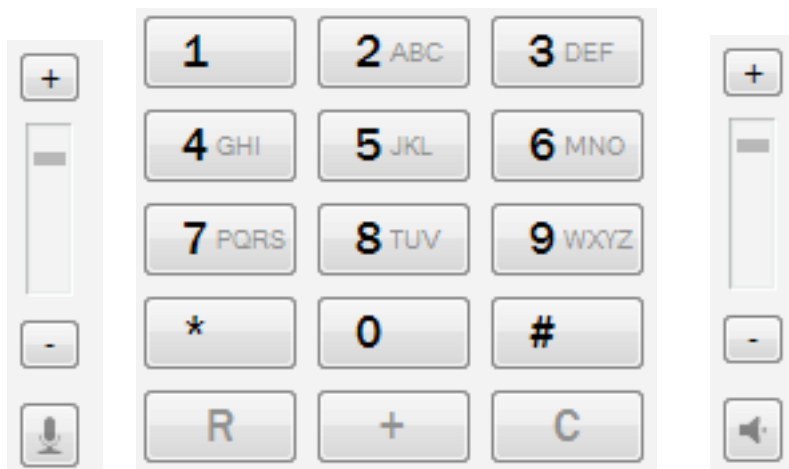 +
1 2 ABC 3 DEF
+
4 GHI 5 JKL 6 MNO
7 PQRS 8 TUV 9 WXYZ
* 0 #
-
-
R + C